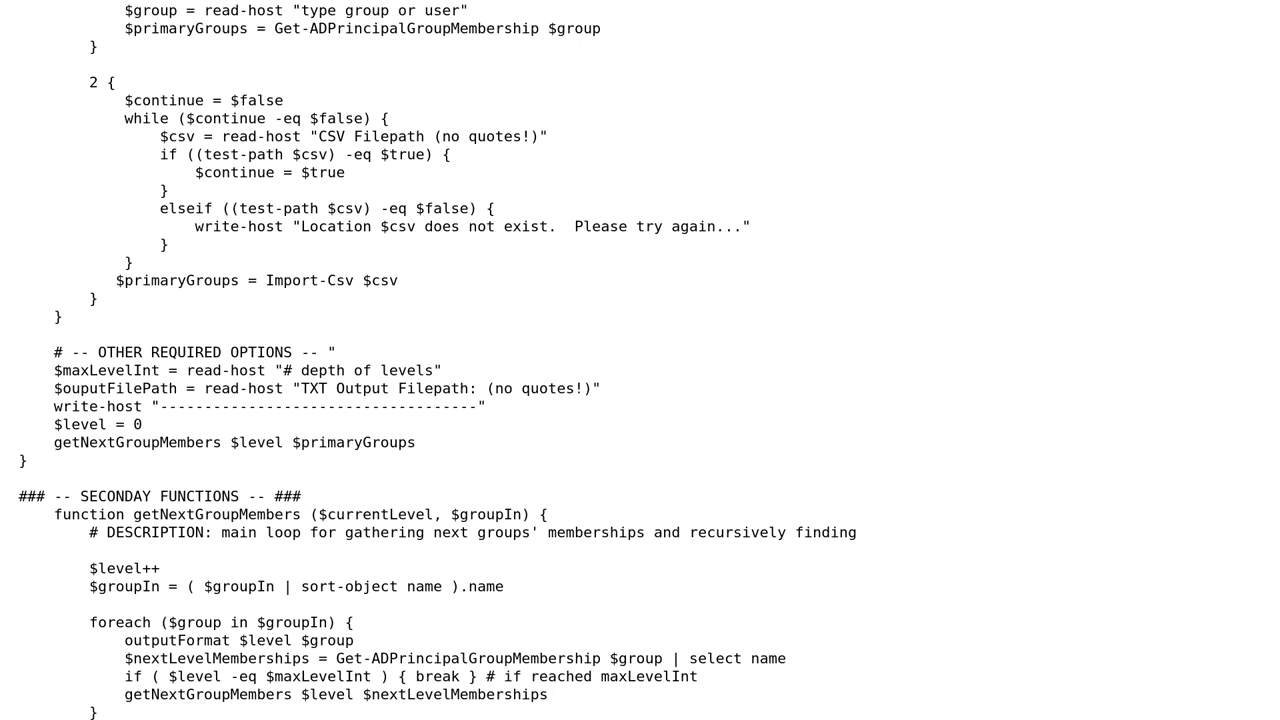 $group = read-host "type group or user"
            $primaryGroups = Get-ADPrincipalGroupMembership $group
        }

        2 {
            $continue = $false
            while ($continue -eq $false) {
                $csv = read-host "CSV Filepath (no quotes!)"
                if ((test-path $csv) -eq $true) {
                    $continue = $true
                }
                elseif ((test-path $csv) -eq $false) {
                    write-host "Location $csv does not exist.  Please try again..."
                }
            }
           $primaryGroups = Import-Csv $csv
        }
    }

    # -- OTHER REQUIRED OPTIONS -- "
    $maxLevelInt = read-host "# depth of levels"
    $ouputFilePath = read-host "TXT Output Filepath: (no quotes!)"
    write-host "------------------------------------"
    $level = 0
    getNextGroupMembers $level $primaryGroups
}

### -- SECONDAY FUNCTIONS -- ###
    function getNextGroupMembers ($currentLevel, $groupIn) {
        # DESCRIPTION: main loop for gathering next groups' memberships and recursively finding

        $level++
        $groupIn = ( $groupIn | sort-object name ).name

        foreach ($group in $groupIn) {
            outputFormat $level $group
            $nextLevelMemberships = Get-ADPrincipalGroupMembership $group | select name
            if ( $level -eq $maxLevelInt ) { break } # if reached maxLevelInt
            getNextGroupMembers $level $nextLevelMemberships
        }